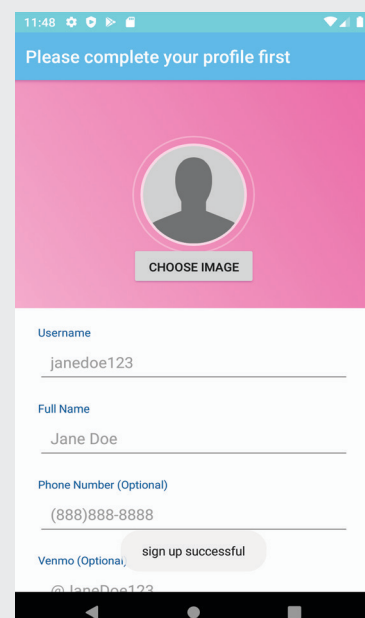 11:48
Please complete your profile first
CHOOSE IMAGE
Username
janedoe123
Full Name
Jane Doe
Phone Number (Optional)
(888)888-8888
sign up successful
Venmo (Optional)
@JaneDoe123